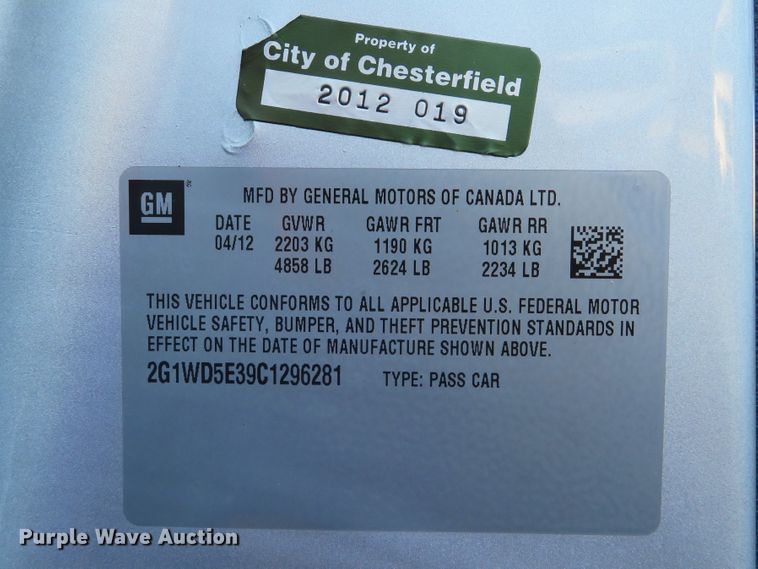 Property of
City of Chesterfield
2012 019
GM
MFD BY GENERAL MOTORS OF CANADA LTD.
DATE GVWR GAWR FRT GAWR RR
04/12 2203 KG 1190 KG 1013 KG
4858 LB 2624 LB 2234 LB
THIS VEHICLE CONFORMS TO ALL APPLICABLE U.S. FEDERAL MOTOR
VEHICLE SAFETY, BUMPER, AND THEFT PREVENTION STANDARDS IN
EFFECT ON THE DATE OF MANUFACTURE SHOWN ABOVE.
2G1WD5E39C1296281 TYPE: PASS CAR
Purple Wave Auction